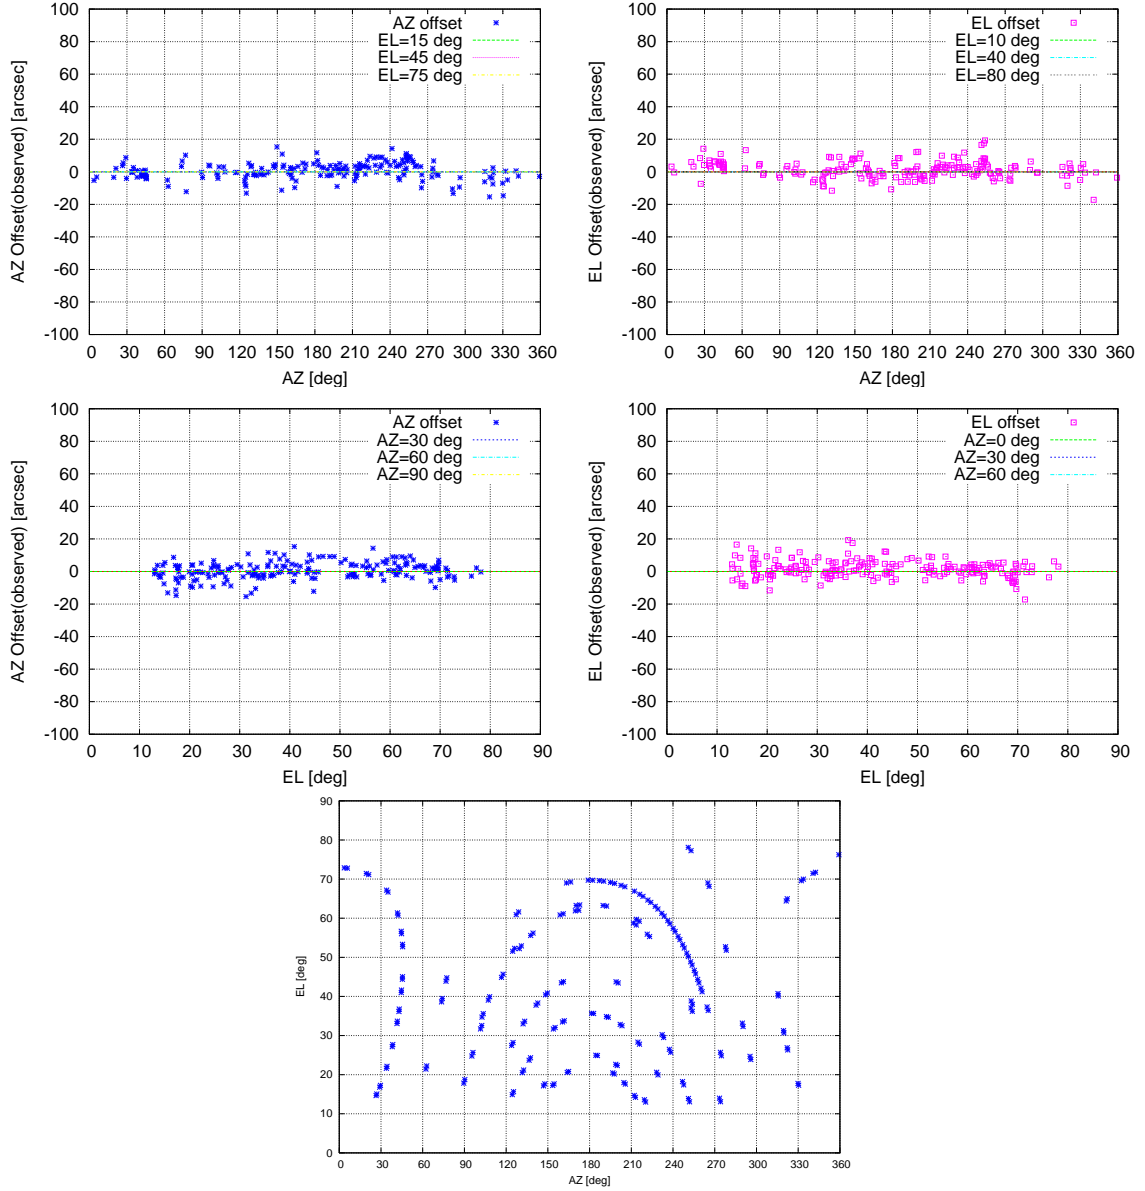 AZ offset
EL=15 deg
EL=45 deg
EL=75 deg
100
80
60
40
20
0
-20
-40
-60
-80
-100
AZ Offset(observed) [arcsec]
0 30 60 90 120 150 180 210 240 270 300 330 360
AZ [deg]
EL offset
EL=10 deg
EL=40 deg
EL=80 deg
100
80
60
40
20
0
-20
-40
-60
-80
-100
EL Offset(observed) [arcsec]
0 30 60 90 120 150 180 210 240 270 300 330 360
AZ [deg]
AZ offset
AZ=30 deg
AZ=60 deg
AZ=90 deg
100
80
60
40
20
0
-20
-40
-60
-80
-100
AZ Offset(observed) [arcsec]
0 10 20 30 40 50 60 70 80 90
EL [deg]
EL offset
AZ=0 deg
AZ=30 deg
AZ=60 deg
100
80
60
40
20
0
-20
-40
-60
-80
-100
EL Offset(observed) [arcsec]
0 10 20 30 40 50 60 70 80 90
EL [deg]
90
80
70
60
50
40
30
20
10
0
EL [deg]
0 30 60 90 120 150 180 210 240 270 300 330 360
AZ [deg]